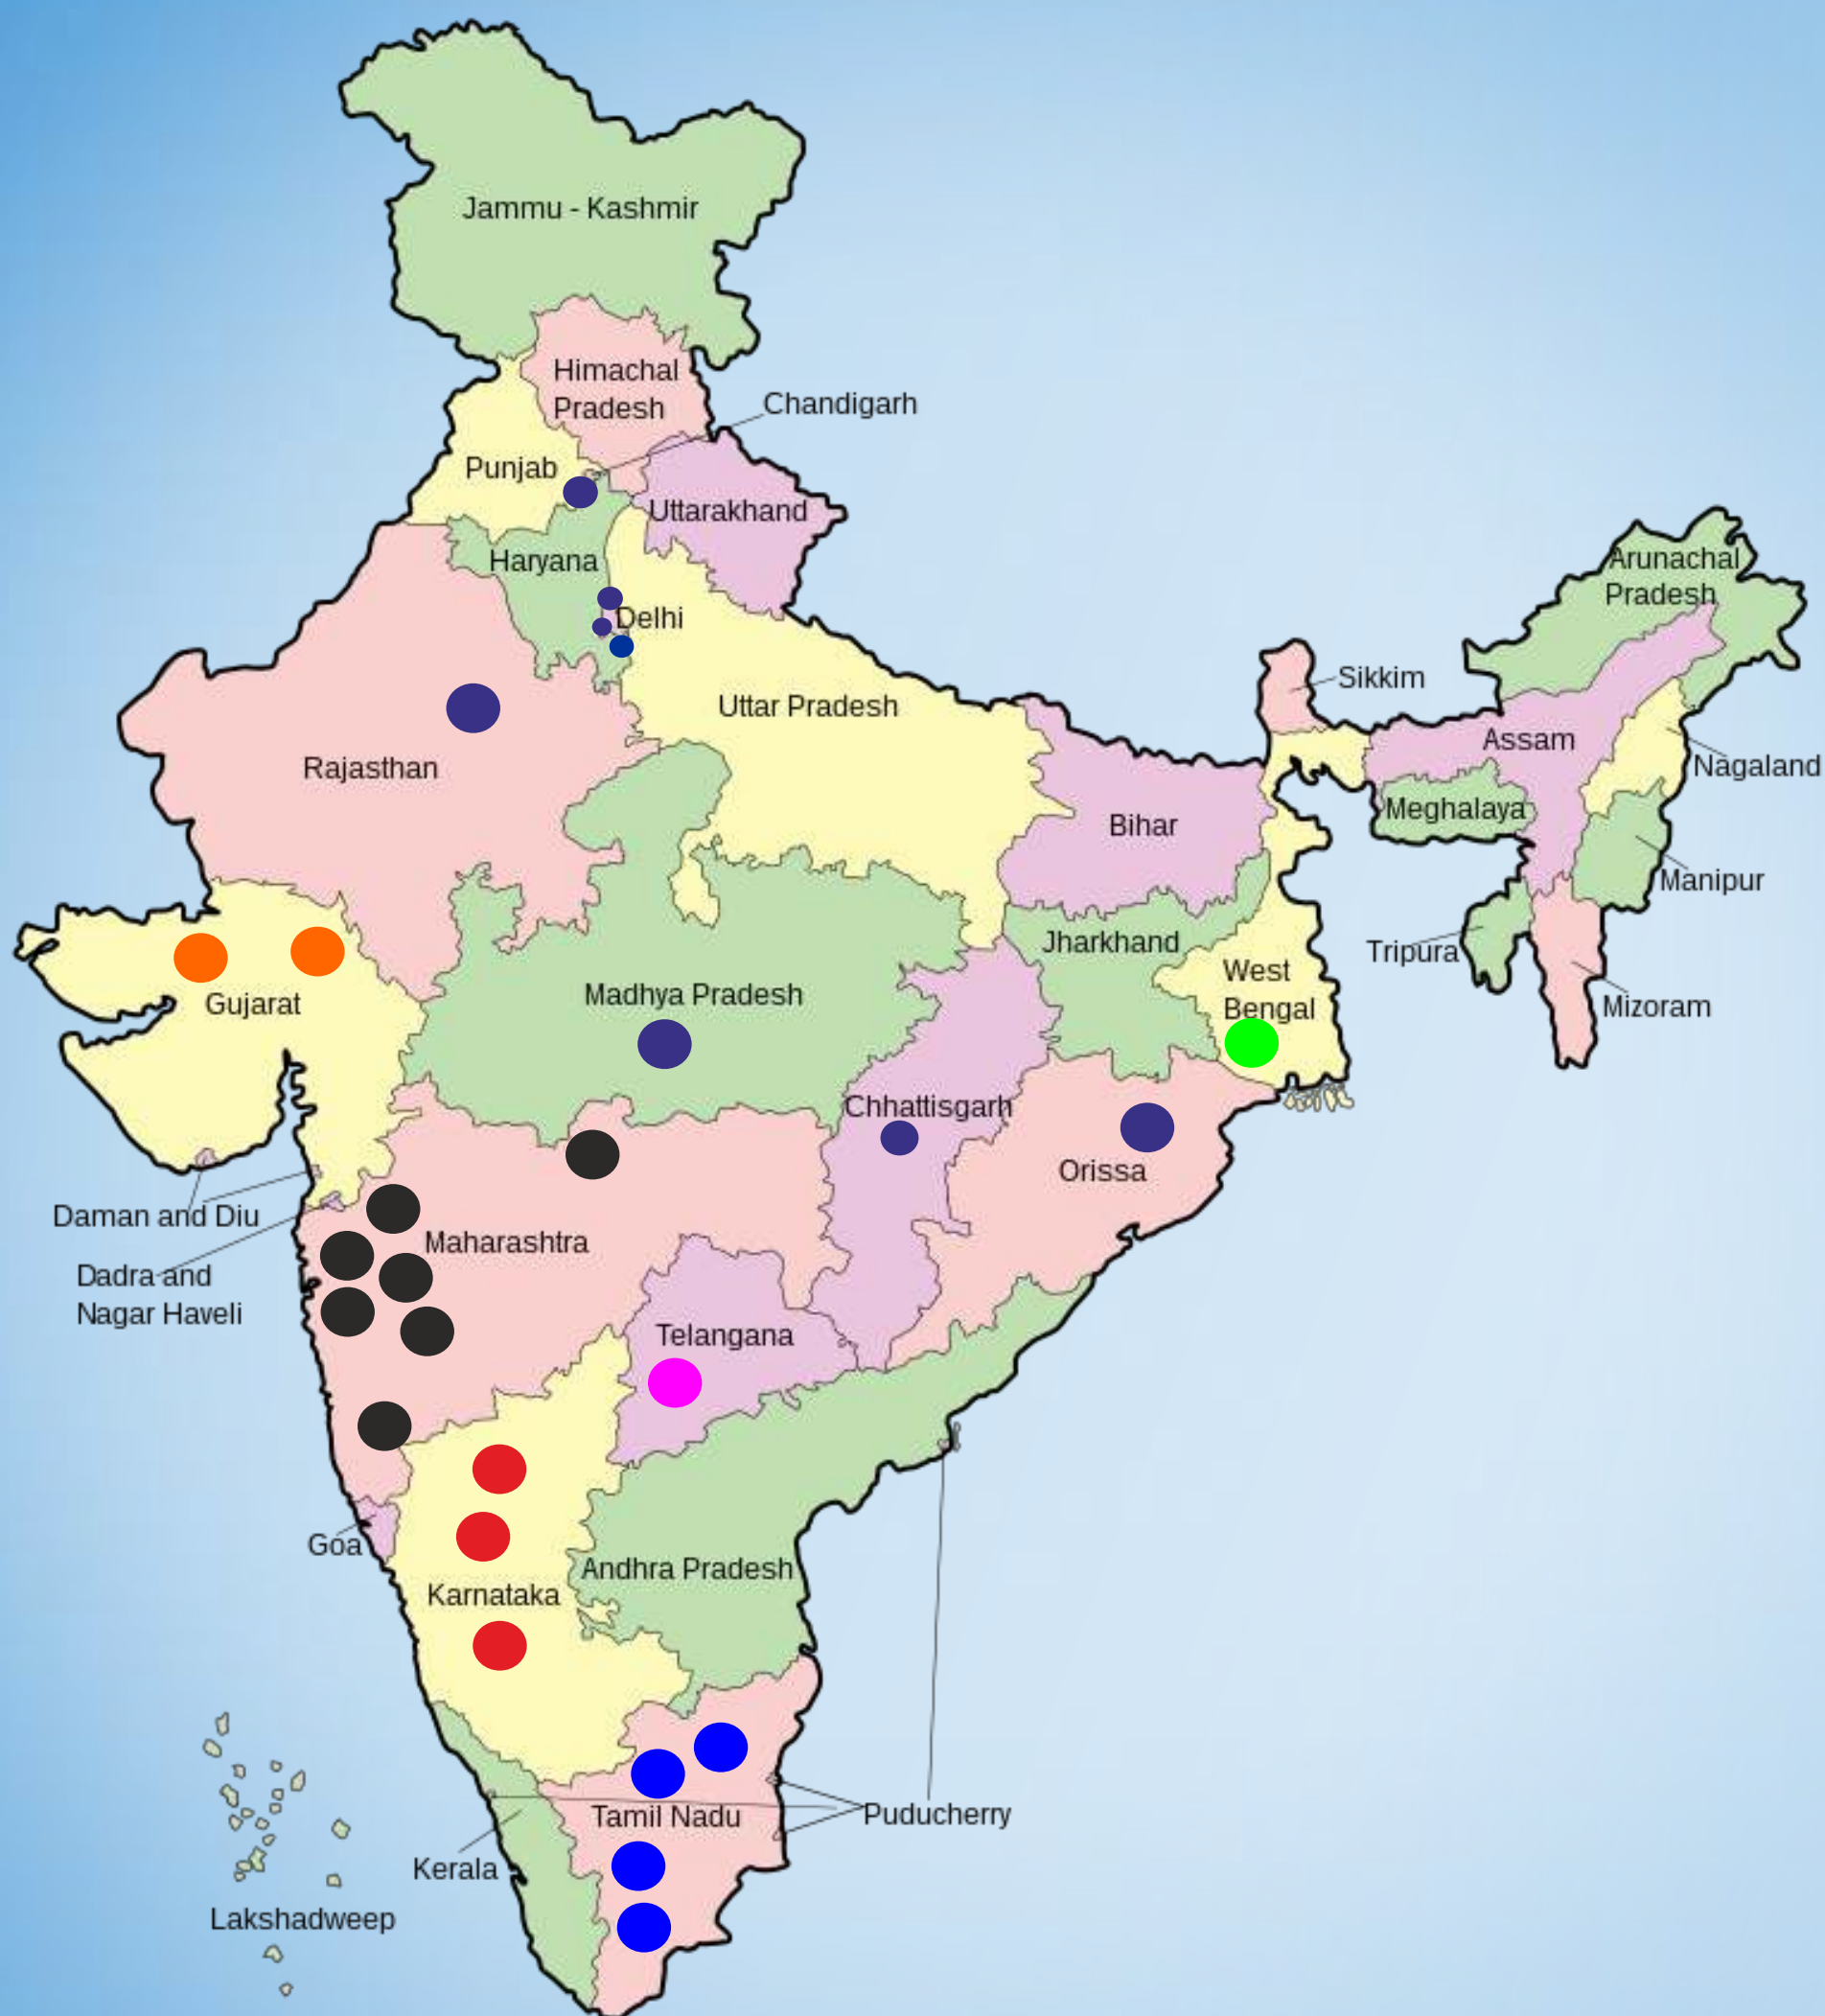 Jammu - Kashmir
Himachal
Pradesh
Chandigarh
Punjab
Uttarakhand
Haryana
Arunachal
Pradesh
Delhi
Sikkim
Uttar Pradesh
Assam
Rajasthan
Nagaland
Meghalaya
Bihar
Manipur
Jharkhand
Tripura
West
Bengal
Madhya Pradesh
Gujarat
Mizoram
Chhattisgarh
Orissa
Daman and Diu
Maharashtra
Dadra and
Nagar Haveli
Telangana
Goa
Andhra Pradesh
Karnataka
Puducherry
Tamil Nadu
Kerala
Lakshadweep